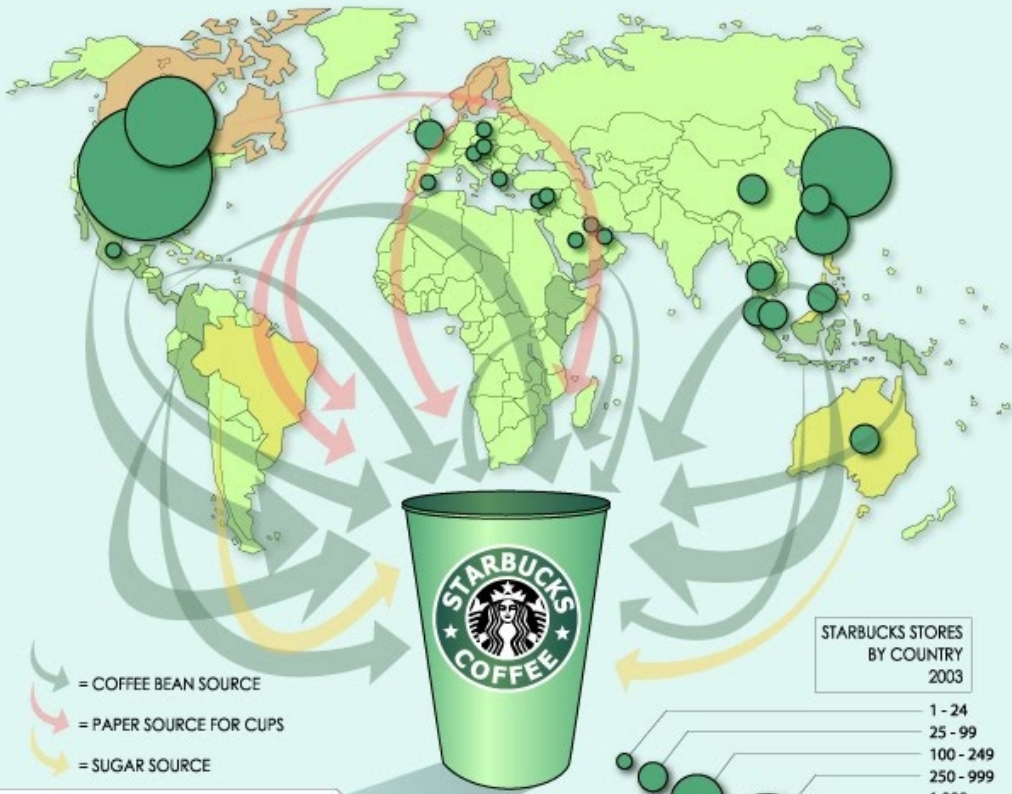 STARBUCKS
COFFEE
= COFFEE BEAN SOURCE
= PAPER SOURCE FOR CUPS
= SUGAR SOURCE
STARBUCKS STORES
BY COUNTRY
2003
1 - 24
25 - 99
100 - 249
250 - 999